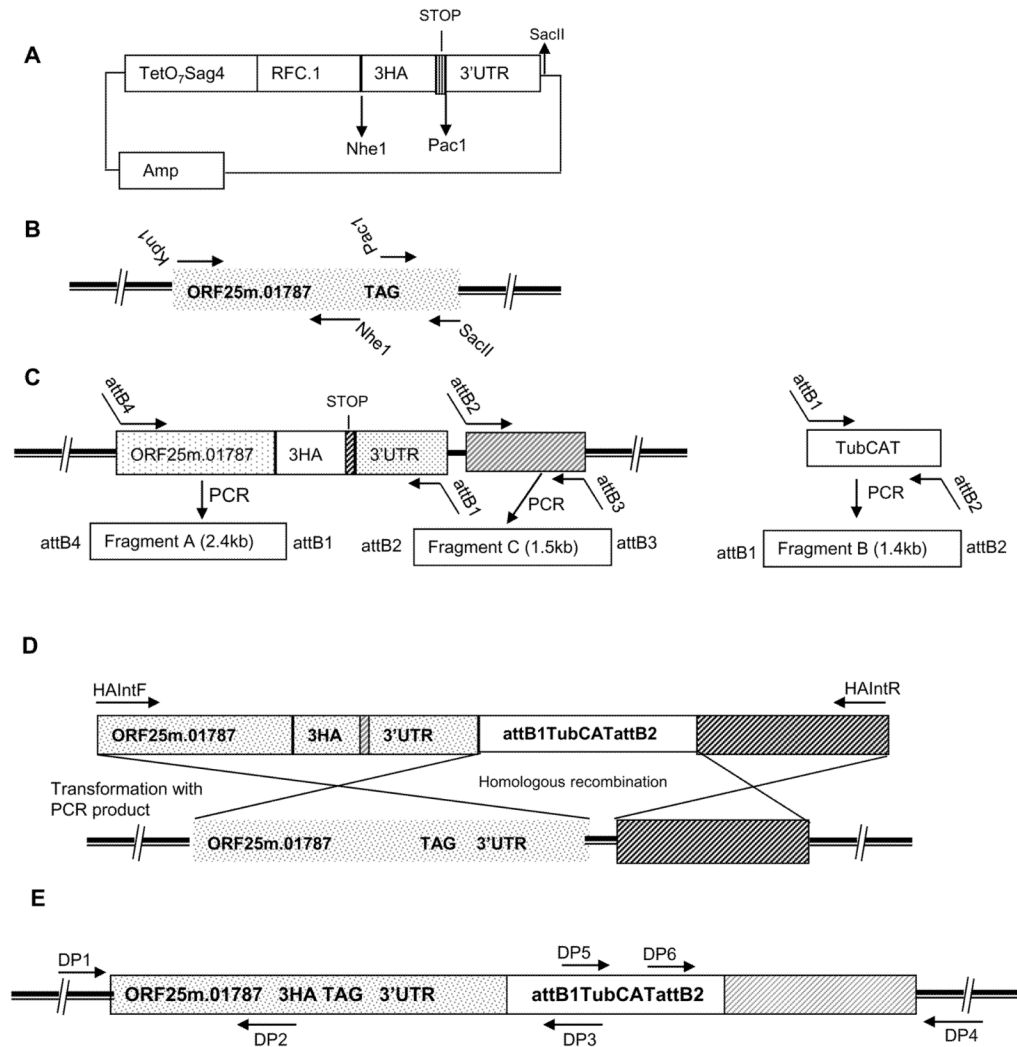 A
STOP
SacII
TetO7Sag4 RFC.1 3HA 3'UTR
Nhe1 Pac1
Amp
B
Kpn1 Pac1
ORF25m.01787 TAG
Nhe1 SacII
C
attB4 STOP attB2 attB1
ORF25m.01787 3HA 3'UTR TubCAT
PCR attB1 PCR attB3 PCR attB2
attB4 Fragment A (2.4kb) attB1 attB2 Fragment C (1.5kb) attB3 attB1 Fragment B (1.4kb) attB2
D
HAIntF HAIntR
ORF25m.01787 3HA 3'UTR attB1TubCATattB2
Transformation with
PCR product
Homologous recombination
ORF25m.01787 TAG 3'UTR
E
DP1 DP5 DP6
ORF25m.01787 3HA TAG 3'UTR attB1TubCATattB2
DP2 DP3 DP4